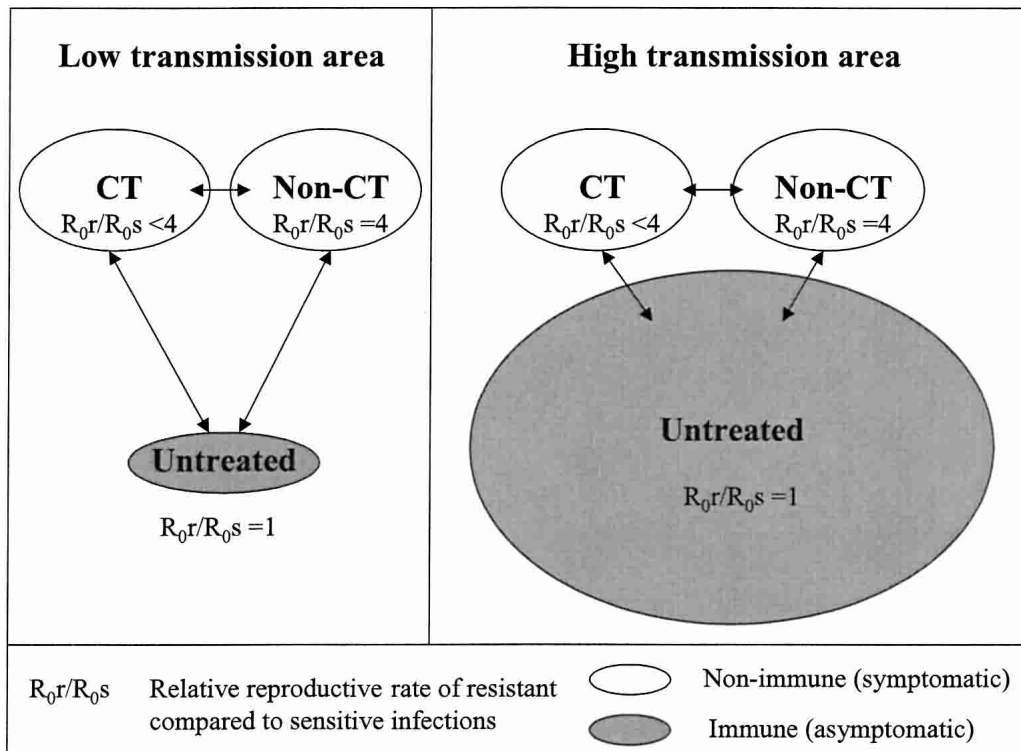 Low transmission area
CT
R₀r/R₀s <4
Non-CT
R₀r/R₀s =4
Untreated
R₀r/R₀s =1
High transmission area
CT
R₀r/R₀s <4
Non-CT
R₀r/R₀s =4
Untreated
R₀r/R₀s =1
R₀r/R₀s
Relative reproductive rate of resistant
compared to sensitive infections
Non-immune (symptomatic)
Immune (asymptomatic)